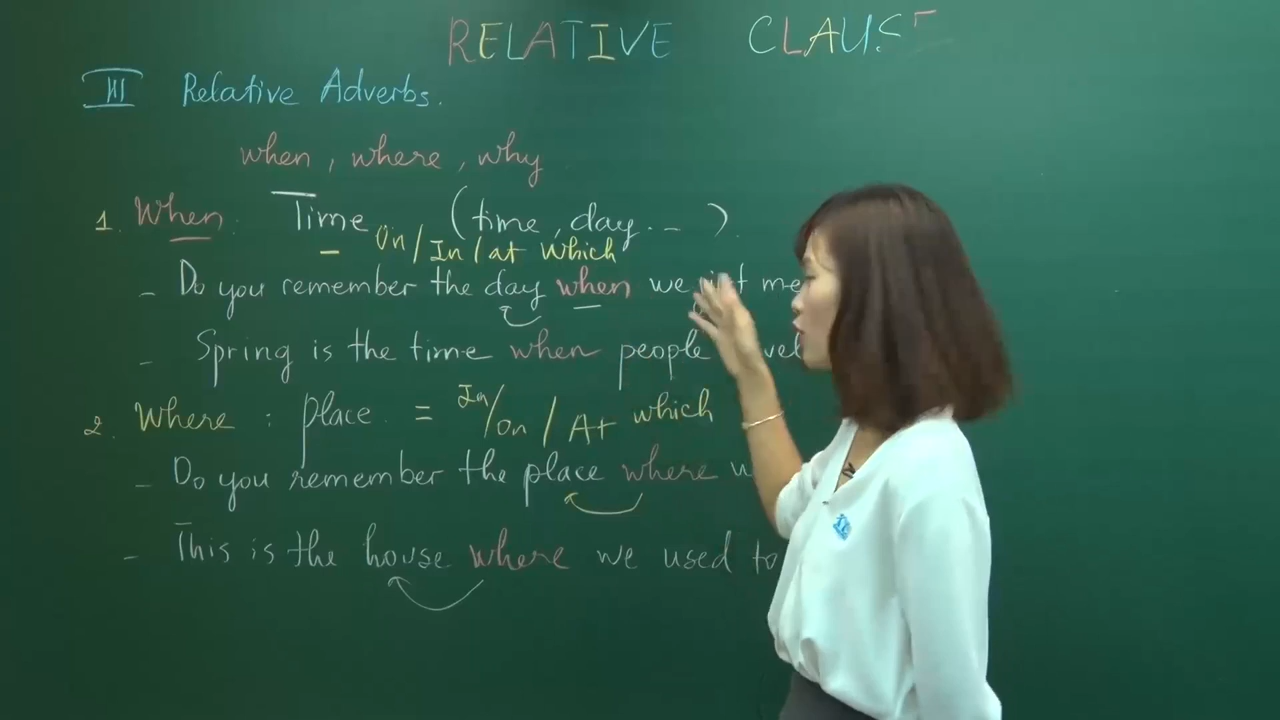 RELATIVE CLAUS
III Relative Adverbs.
when, where, why
1. When: Time (time, day... ).
On/In/at which
- Do you remember the day when we
- Spring is the time when people
2. Where: place = In/On/At which
- Do you remember the place where
- This is the house where we used to